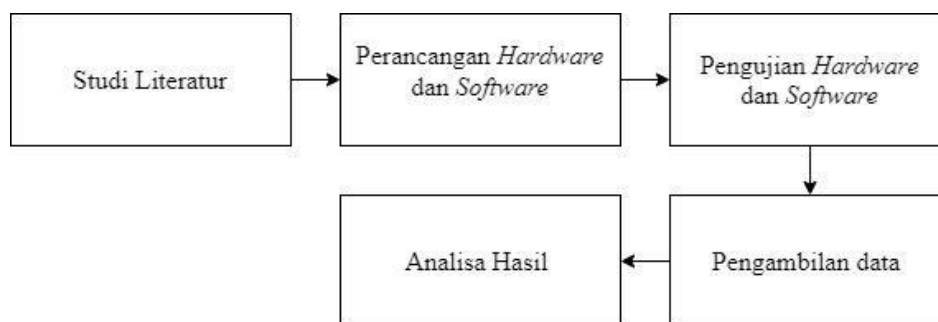 Studi Literatur
Perancangan Hardware
dan Software
Pengujian Hardware
dan Software
Pengambilan data
Analisa Hasil